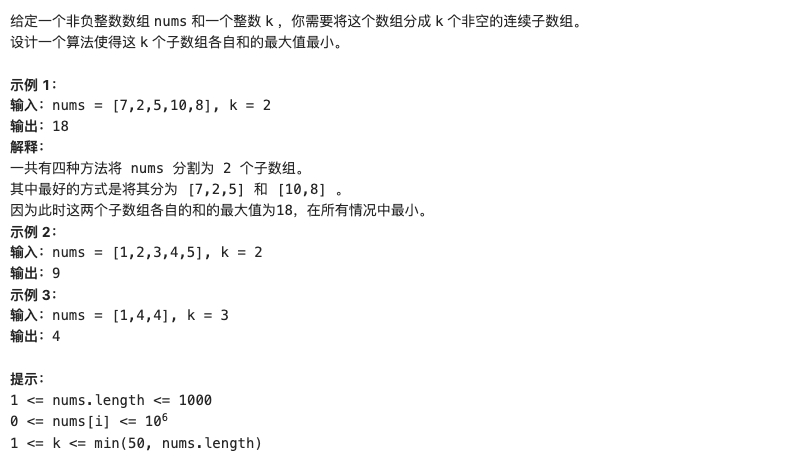 给定一个非负整数数组 nums 和一个整数 k ，你需要将这个数组分成 k 个非空的连续子数组。
设计一个算法使得这 k 个子数组各自和的最大值最小。
示例 1：
输入：nums = [7,2,5,10,8], k = 2
输出：18
解释：
一共有四种方法将 nums 分割为 2 个子数组。
其中最好的方式是将其分为 [7,2,5] 和 [10,8] 。
因为此时这两个子数组各自的和的最大值为18，在所有情况中最小。
示例 2：
输入：nums = [1,2,3,4,5], k = 2
输出：9
示例 3：
输入：nums = [1,4,4], k = 3
输出：4
提示：
1 <= nums.length <= 1000
0 <= nums[i] <= 10⁶
1 <= k <= min(50, nums.length)